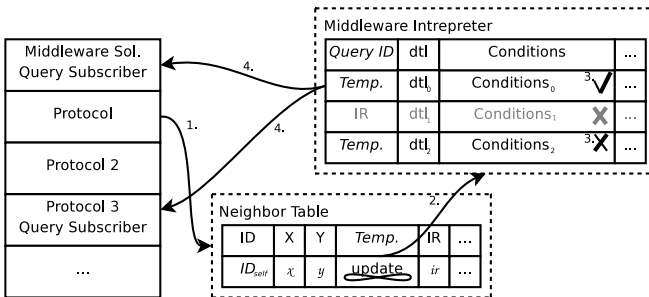 Middleware Intrepreter
Middleware Sol.
Query Subscriber
Protocol
Protocol 2
Protocol 3
Query Subscriber
...
4.
4.
1.
2.
Query ID dtl Conditions ...
Temp. dtl0 Conditions0 3. ...
IR dtl1 Conditions1 ...
Temp. dtl2 Conditions2 3. ...
Neighbor Table
ID X Y Temp. IR ...
IDself x y update ir ...